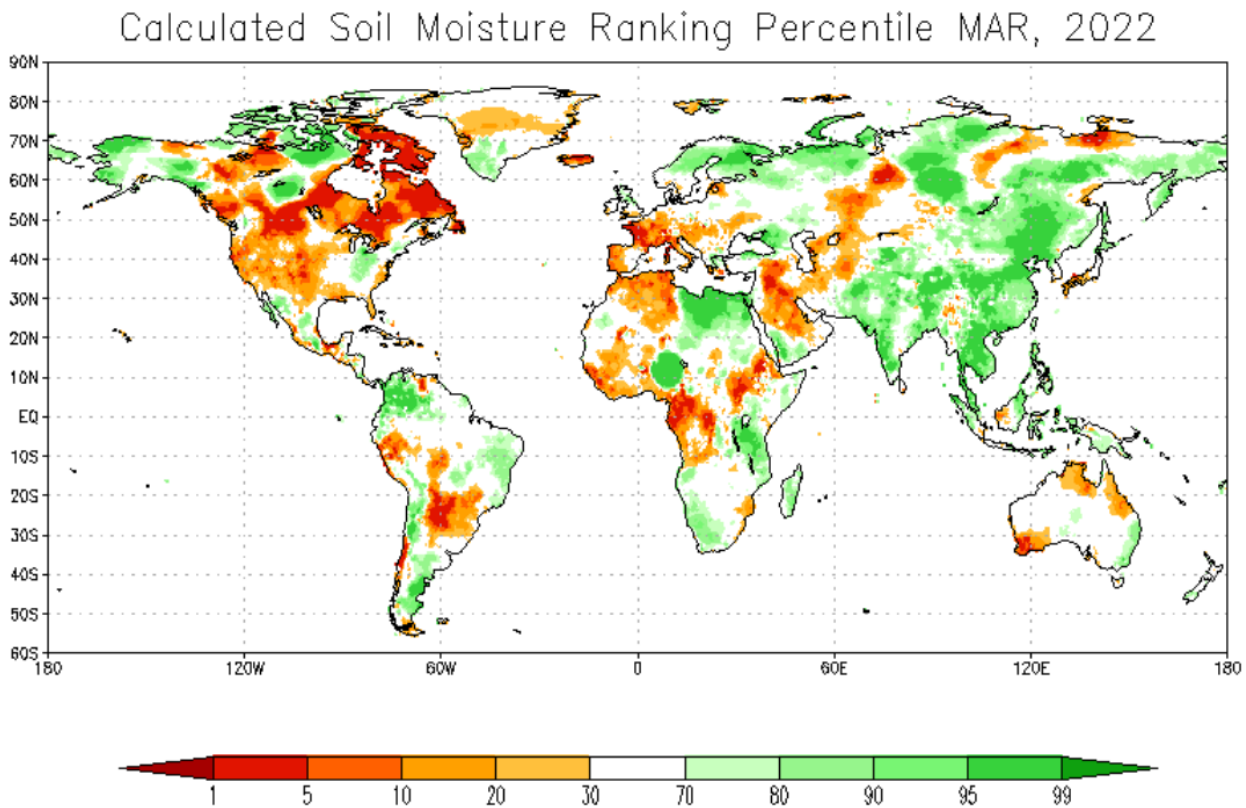 Calculated Soil Moisture Ranking Percentile MAR, 2022
90N
80N
70N
60N
50N
40N
30N
20N
10N
EQ
10S
20S
30S
40S
50S
60S
180 120W 60W 0 60E 120E 180
1 5 10 20 30 70 80 90 95 99